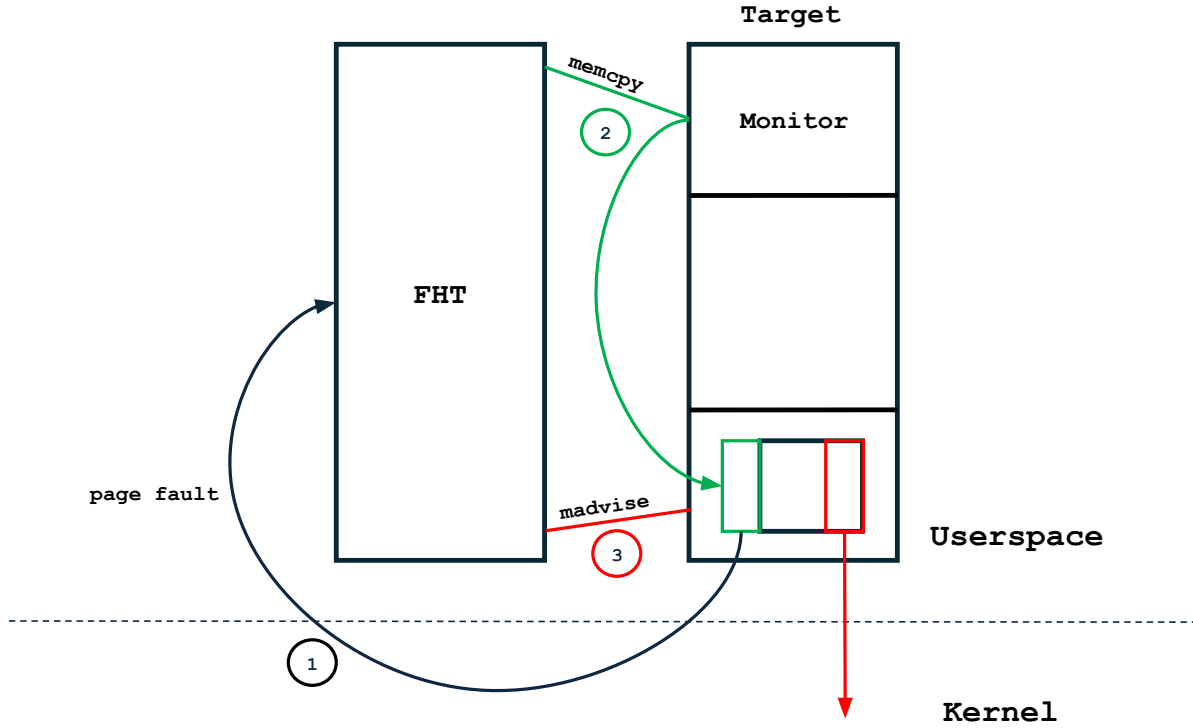 Target
memcpy
Monitor
2
FHT
page fault
madvise
3
Userspace
1
Kernel